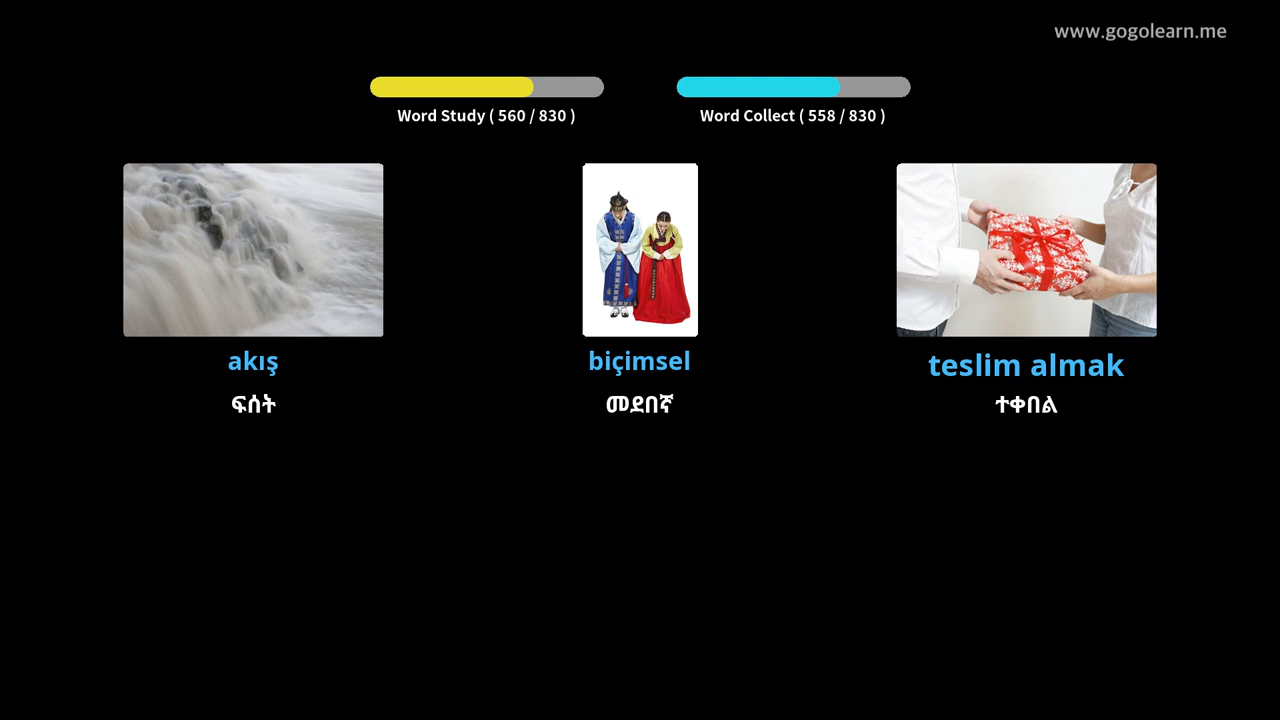 www.gogolearn.me
Word Study ( 560 / 830 )
Word Collect ( 558 / 830 )
akış
biçimsel
teslim almak
ፍሰት
መደበኛ
ተቀበል